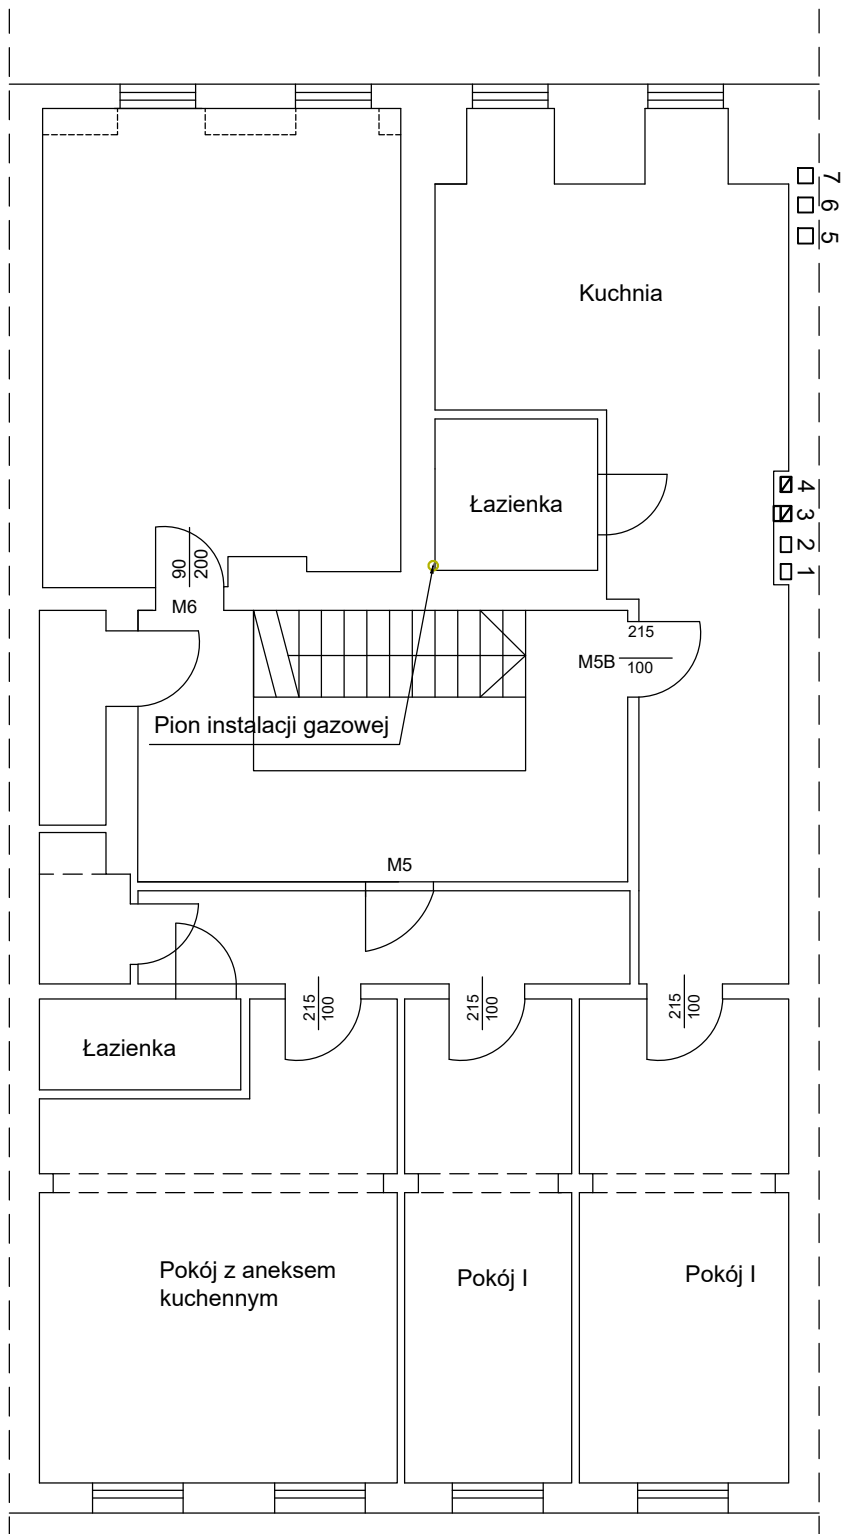 7
6
5
Kuchnia
Łazienka
4
3
2
1
90
200
M6
215
100
M5B
Pion instalacji gazowej
M5
215
100
215
100
215
100
Łazienka
Pokój z aneksem
kuchennym
Pokój I
Pokój I